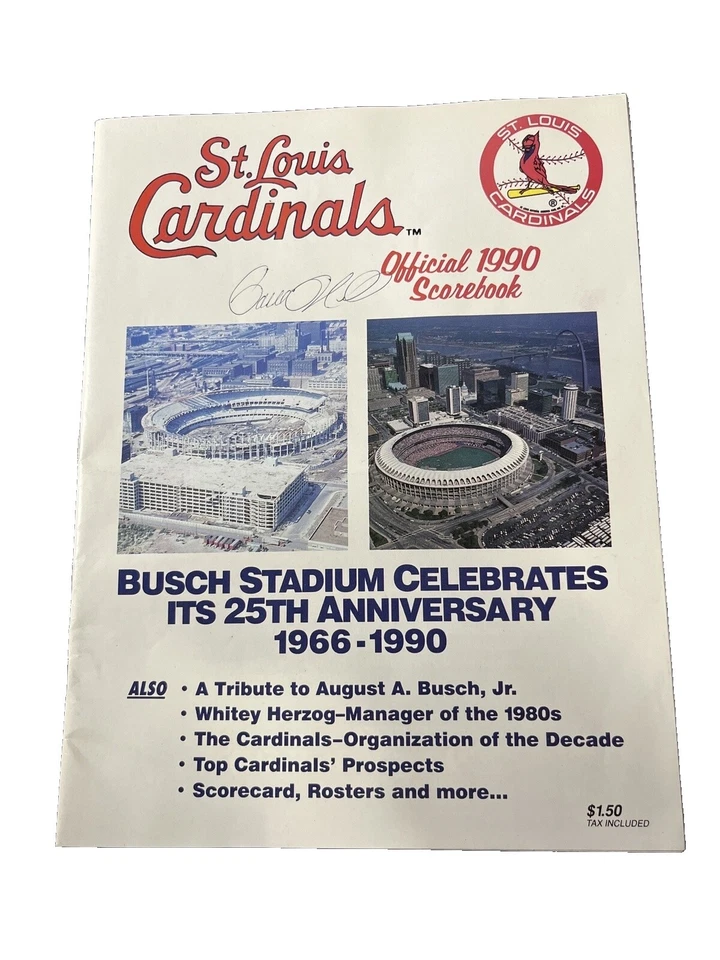 St. Louis
Cardinals™
ST. LOUIS
CARDINALS
®
Official 1990
Scorebook
BUSCH STADIUM CELEBRATES
ITS 25TH ANNIVERSARY
1966-1990
ALSO • A Tribute to August A. Busch, Jr.
• Whitey Herzog–Manager of the 1980s
• The Cardinals–Organization of the Decade
• Top Cardinals' Prospects
• Scorecard, Rosters and more...
$1.50
TAX INCLUDED